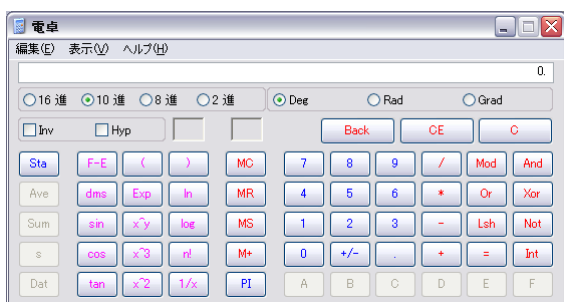 電卓
編集(E) 表示(V) ヘルプ(H)
0.
16 進 10 進 8 進 2 進 Deg Rad Grad
Inv Hyp Back CE C
Sta F-E ( ) MC 7 8 9 / Mod And
Ave dms Exp ln MR 4 5 6 * Or Xor
Sum sin x^y log MS 1 2 3 - Lsh Not
s cos x^3 n! M+ 0 +/- . + = Int
Dat tan x^2 1/x PI A B C D E F